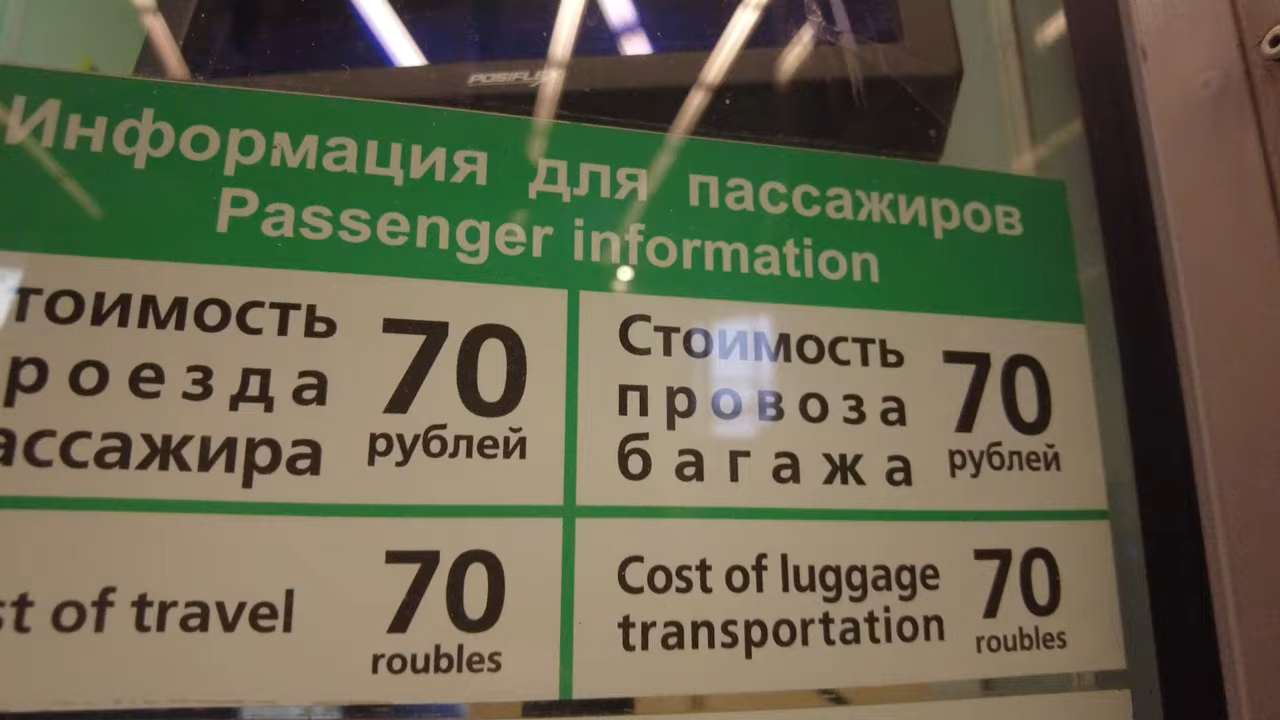 POSIFLEX
Информация для пассажиров
Passenger information
тоимость
роезда
ассажира
70
рублей
Стоимость
провоза
багажа
70
рублей
st of travel
70
roubles
Cost of luggage
transportation
70
roubles